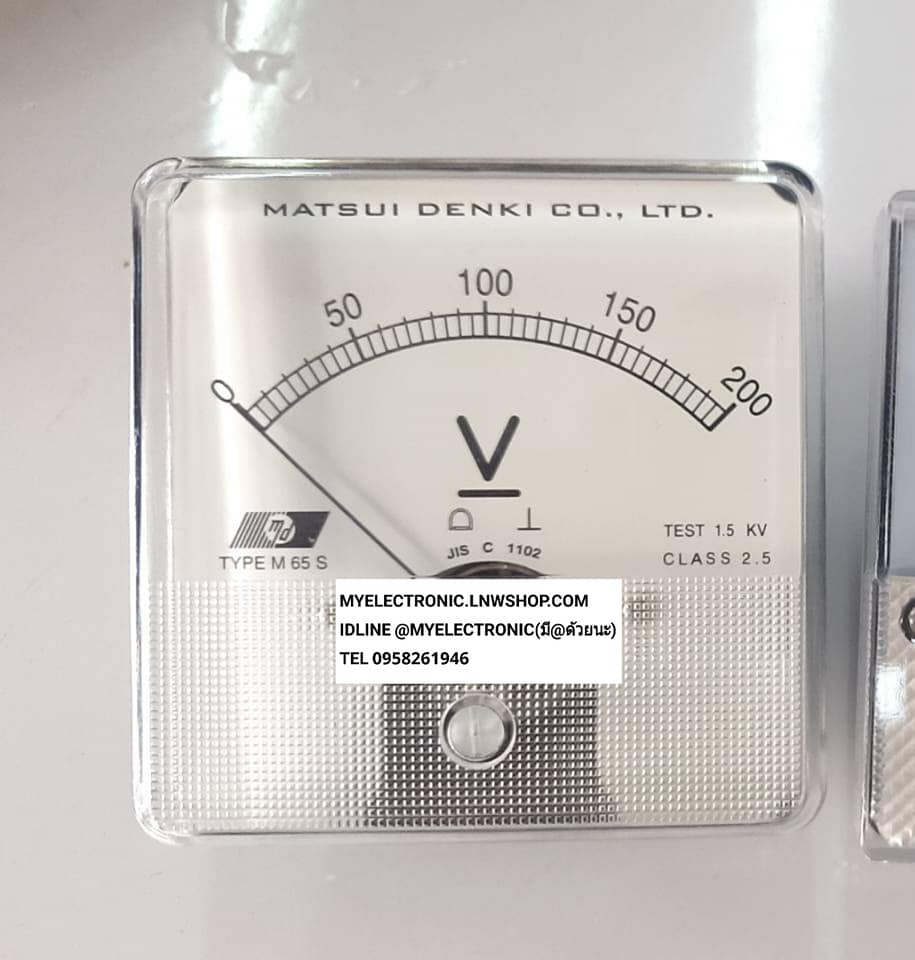 MATSUI DENKI CO., LTD.
0 50 100 150 200
V
D ⊥
JIS C 1102
md
TYPE M 65 S
TEST 1.5 KV
CLASS 2.5
MYELECTRONIC.LNWSHOP.COM
IDLINE @MYELECTRONIC(มี@ด้วยนะ)
TEL 0958261946